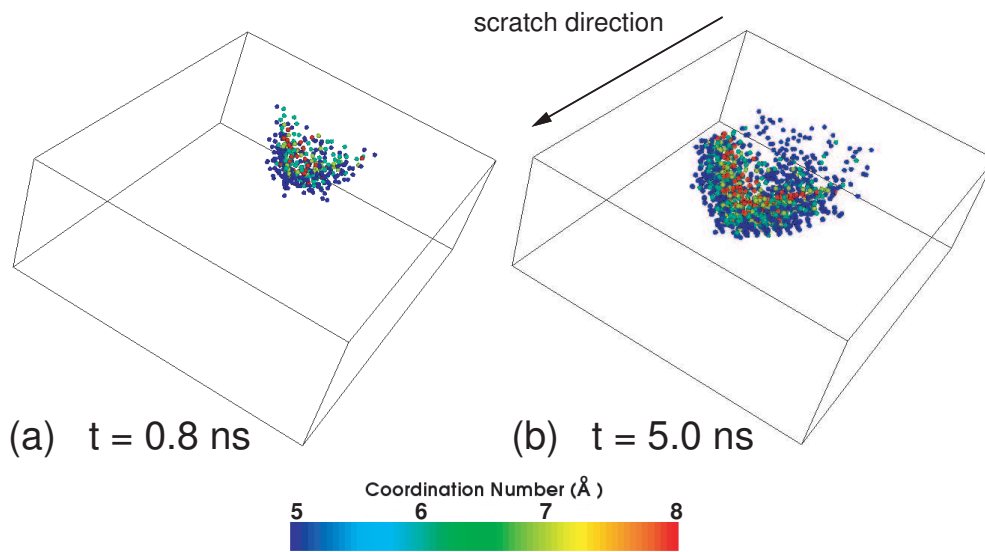 scratch direction
(a) t = 0.8 ns
(b) t = 5.0 ns
Coordination Number (Å )
5 6 7 8